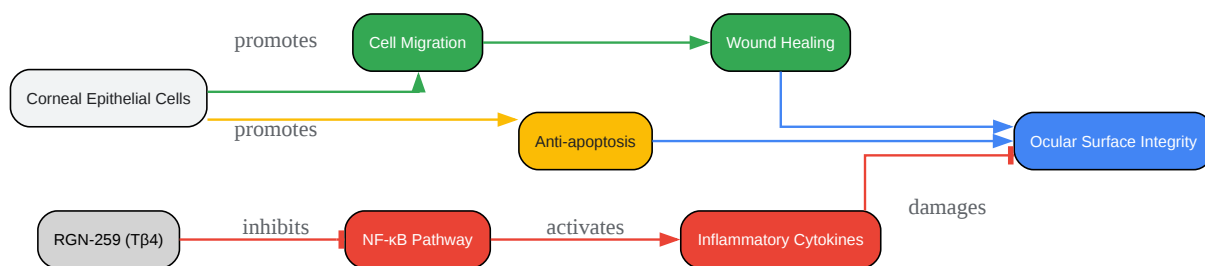 promotes
Cell Migration
Wound Healing
Corneal Epithelial Cells
promotes
Anti-apoptosis
Ocular Surface Integrity
damages
RGN-259 (Tβ4)
inhibits
NF-κB Pathway
activates
Inflammatory Cytokines